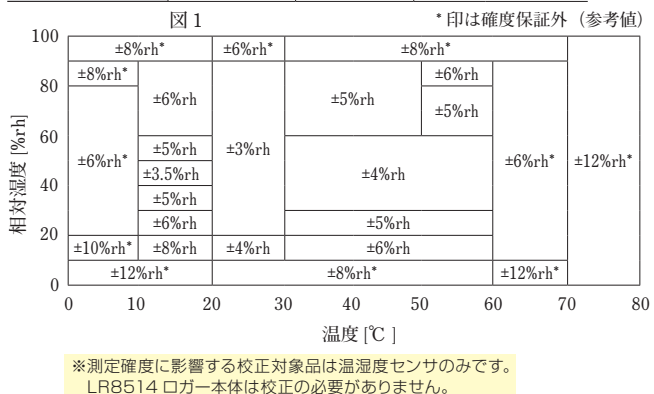 図1 *印は確度保証外（参考値）
100
±8%rh* ±6%rh* ±8%rh*
±8%rh* ±6%rh
80
±6%rh ±5%rh ±5%rh
60
±5%rh
±6%rh* ±3%rh ±6%rh* ±12%rh*
±3.5%rh ±4%rh
40
±5%rh
±6%rh ±5%rh
20
±10%rh* ±8%rh ±4%rh ±6%rh
±12%rh* ±8%rh* ±12%rh*
0
相対湿度 [%rh]
0 10 20 30 40 50 60 70 80
温度 [℃]
※測定確度に影響する校正対象品は温湿度センサのみです。
LR8514 ロガー本体は校正の必要がありません。